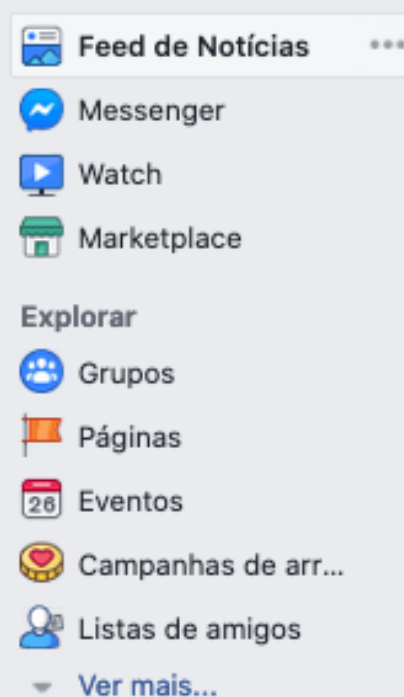 Feed de Notícias
Messenger
Watch
Marketplace
Explorar
Grupos
Páginas
26 Eventos
Campanhas de arr...
Listas de amigos
Ver mais...